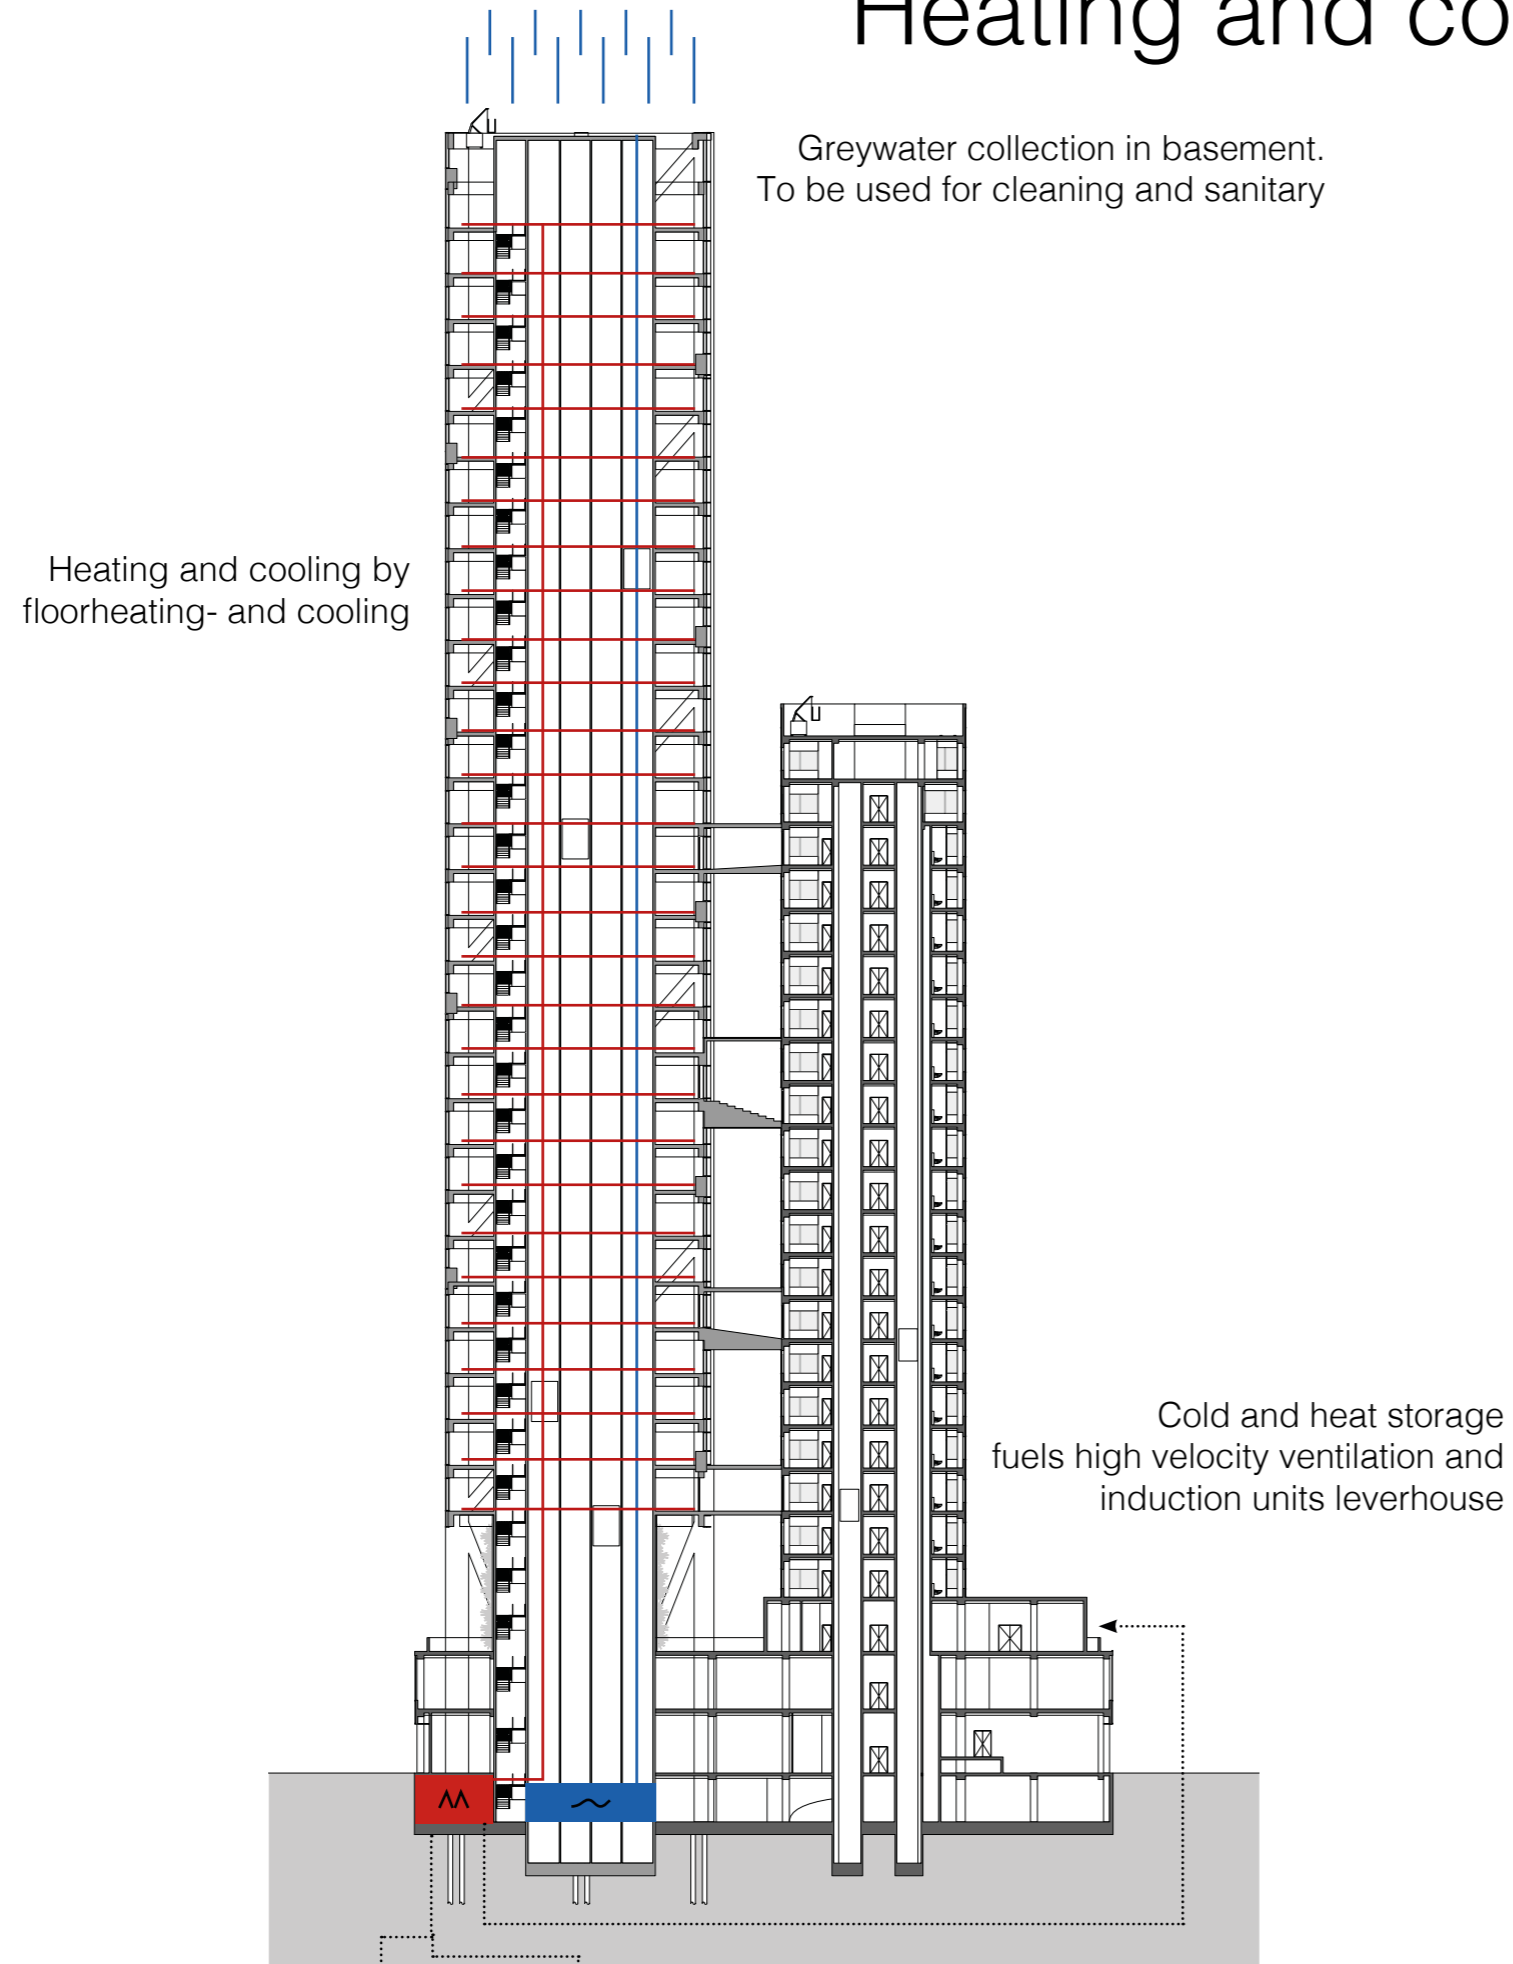 Heating and co
Greywater collection in basement.
To be used for cleaning and sanitary
Heating and cooling by
floorheating- and cooling
Cold and heat storage
fuels high velocity ventilation and
induction units leverhouse